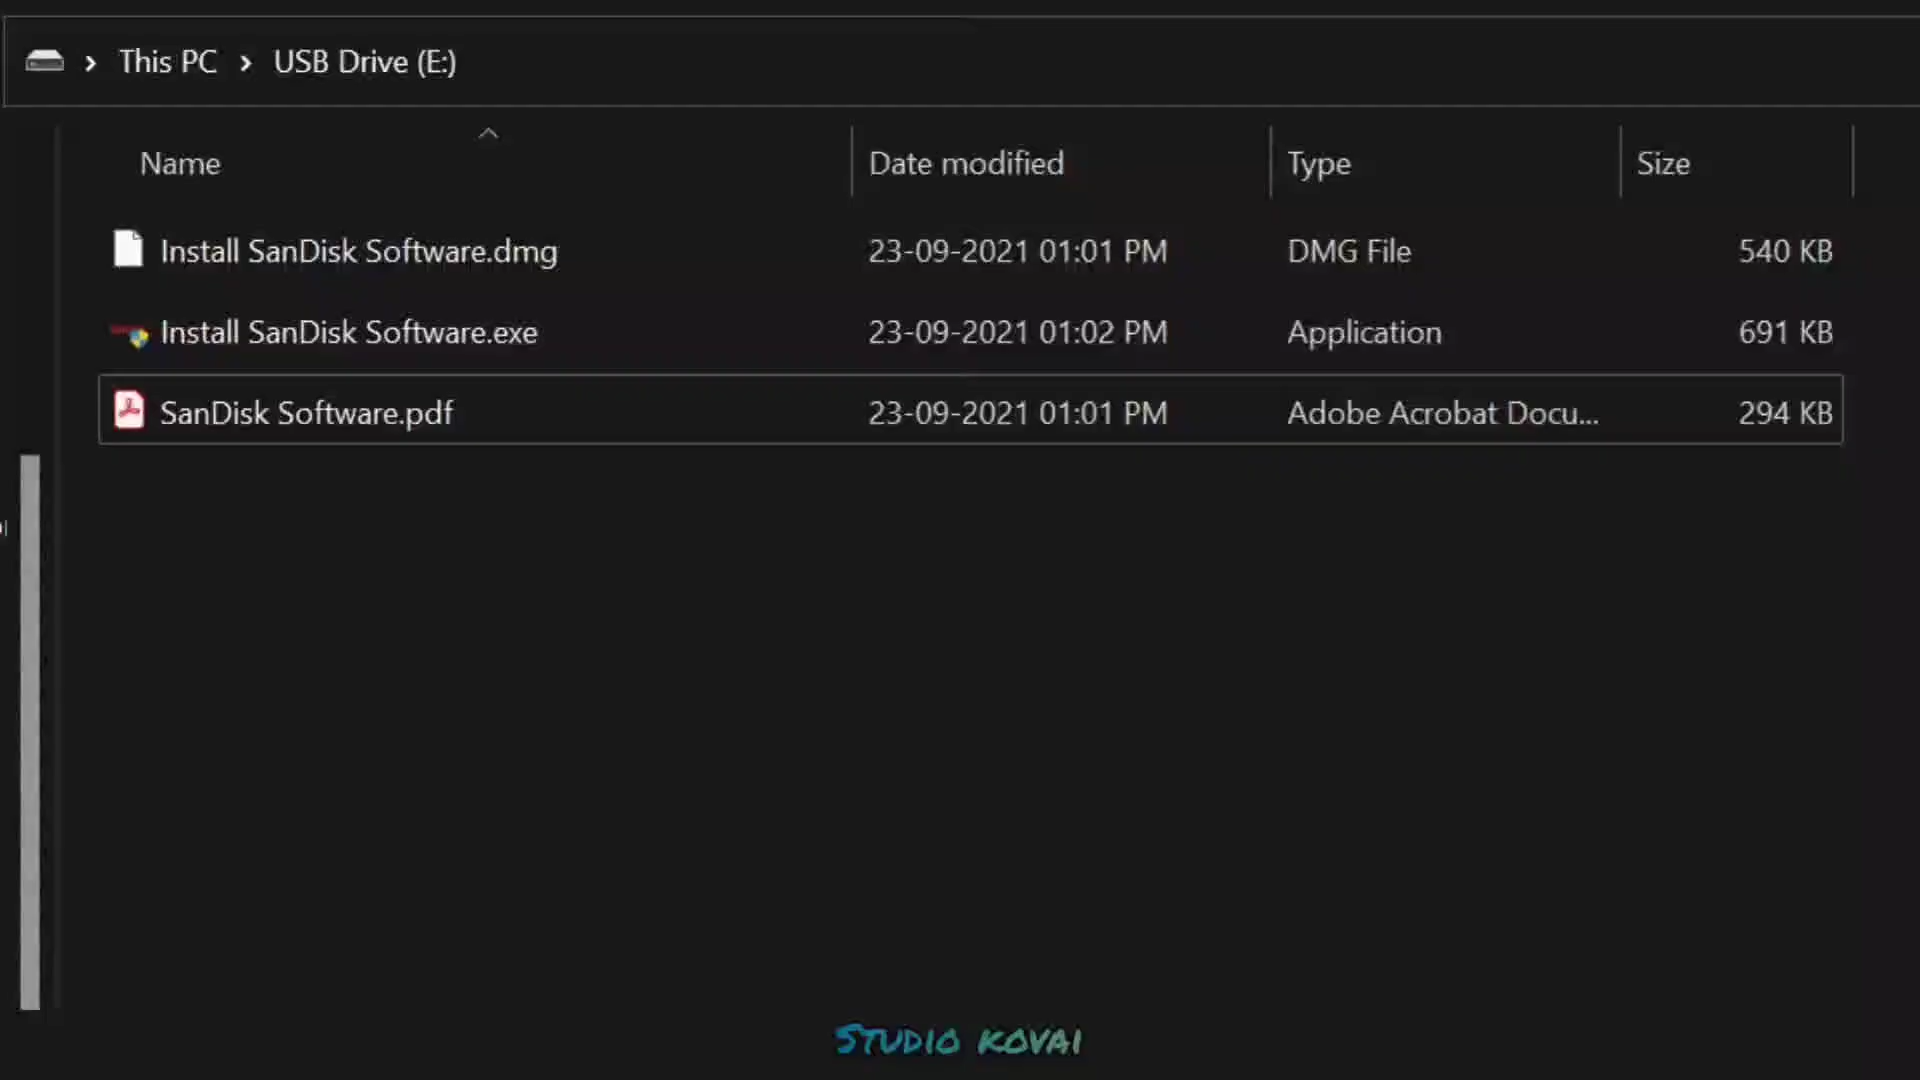 This PC › USB Drive (E:)
Name Date modified Type Size
Install SanDisk Software.dmg 23-09-2021 01:01 PM DMG File 540 KB
Install SanDisk Software.exe 23-09-2021 01:02 PM Application 691 KB
SanDisk Software.pdf 23-09-2021 01:01 PM Adobe Acrobat Docu... 294 KB
STUDIO KOVAI